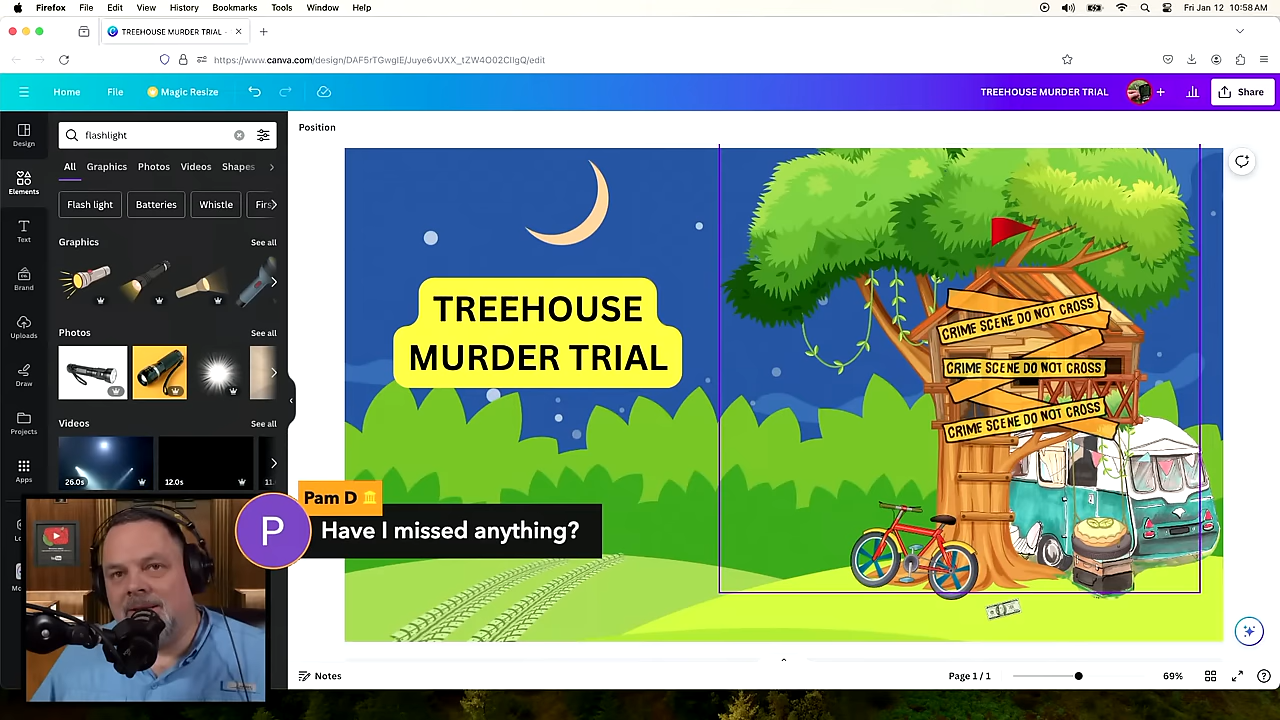 Firefox File Edit View History Bookmarks Tools Window Help Fri Jan 12 10:58 AM
TREEHOUSE MURDER TRIAL -
https://www.canva.com/design/DAF5rTGwgIE/Juye6vUXX_tZW4O02CIlgQ/edit
Home File Magic Resize TREEHOUSE MURDER TRIAL Share
Design
Elements
Text
Brand
Uploads
Draw
Projects
Apps
flashlight
All Graphics Photos Videos Shapes
Flash light Batteries Whistle
Graphics See all
Photos See all
Videos See all
26.0s 12.0s
Position
TREEHOUSE
MURDER TRIAL
CRIME SCENE DO NOT CROSS
CRIME SCENE DO NOT CROSS
CRIME SCENE DO NOT CROSS
Pam D
P
Have I missed anything?
Notes Page 1 / 1 69%